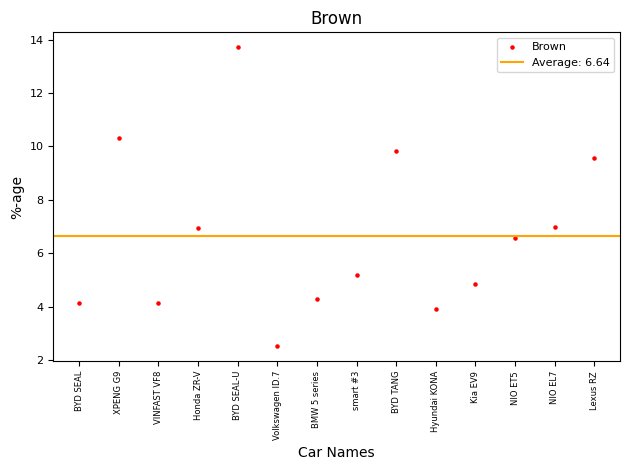 Brown
14
12
10
8
6
4
2
%-age
Brown
Average: 6.64
BYD SEAL
XPENG G9
VINFAST VF8
Honda ZR-V
BYD SEAL-U
Volkswagen ID.7
BMW 5 series
smart #3
BYD TANG
Hyundai KONA
Kia EV9
NIO ET5
NIO EL7
Lexus RZ
Car Names